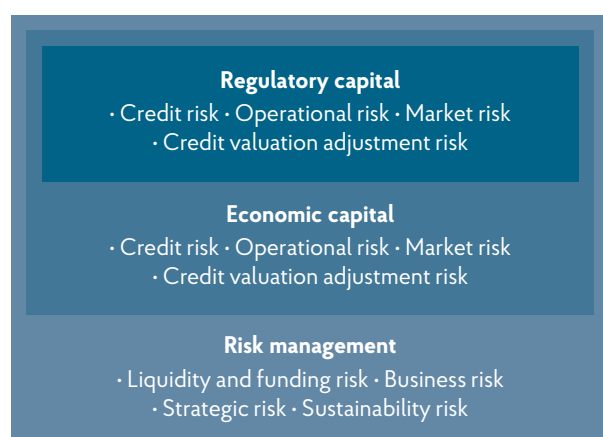 Regulatory capital
· Credit risk · Operational risk · Market risk
· Credit valuation adjustment risk
Economic capital
· Credit risk · Operational risk · Market risk
· Credit valuation adjustment risk
Risk management
· Liquidity and funding risk · Business risk
· Strategic risk · Sustainability risk